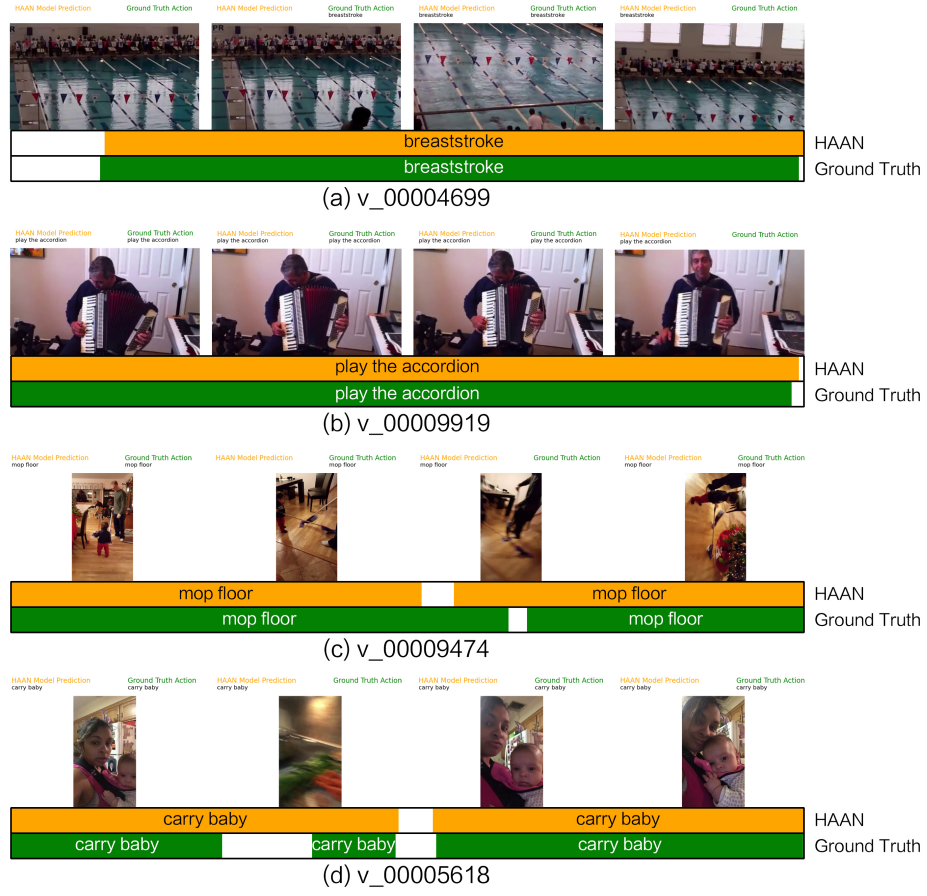 HAAN Model Prediction Ground Truth Action HAAN Model Prediction Ground Truth Action HAAN Model Prediction Ground Truth Action HAAN Model Prediction Ground Truth Action
breaststroke breaststroke breaststroke breaststroke
PR
breaststroke HAAN
breaststroke Ground Truth
(a) v_00004699
HAAN Model Prediction Ground Truth Action HAAN Model Prediction Ground Truth Action HAAN Model Prediction Ground Truth Action HAAN Model Prediction Ground Truth Action
play the accordion play the accordion play the accordion play the accordion play the accordion play the accordion play the accordion
play the accordion HAAN
play the accordion Ground Truth
(b) v_00009919
HAAN Model Prediction Ground Truth Action HAAN Model Prediction Ground Truth Action HAAN Model Prediction Ground Truth Action HAAN Model Prediction Ground Truth Action
mop floor mop floor mop floor mop floor mop floor mop floor
mop floor mop floor HAAN
mop floor mop floor Ground Truth
(c) v_00009474
HAAN Model Prediction Ground Truth Action HAAN Model Prediction Ground Truth Action HAAN Model Prediction Ground Truth Action HAAN Model Prediction Ground Truth Action
carry baby carry baby carry baby carry baby carry baby carry baby carry baby
carry baby carry baby HAAN
carry baby carry baby carry baby Ground Truth
(d) v_00005618